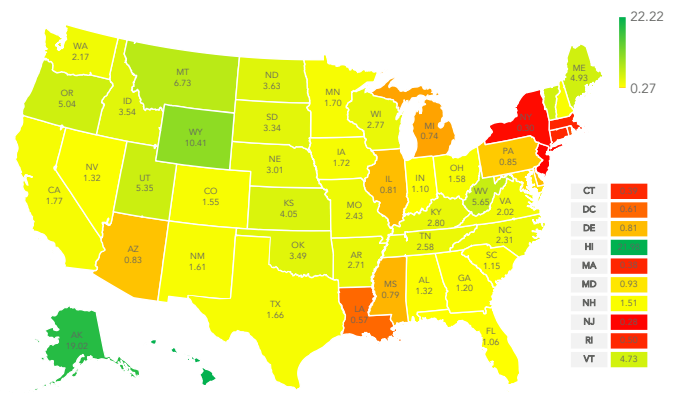 22.22
0.27
WA
2.17
OR
5.04
ID
3.54
MT
6.73
WY
10.41
NV
1.32
CA
1.77
UT
5.35
AZ
0.83
CO
1.55
NM
1.61
ND
3.63
SD
3.34
NE
3.01
KS
4.05
OK
3.49
TX
1.66
MN
1.70
IA
1.72
MO
2.43
AR
2.71
LA
0.57
WI
2.77
IL
0.81
MI
0.74
IN
1.10
OH
1.58
KY
2.80
TN
2.58
MS
0.79
AL
1.32
GA
1.20
FL
1.06
SC
1.15
NC
2.31
VA
2.02
WV
5.65
PA
0.85
NY
ME
4.93
AK
19.02
CT
DC 0.61
DE 0.81
HI
MA
MD 0.93
NH 1.51
NJ
RI
VT 4.73